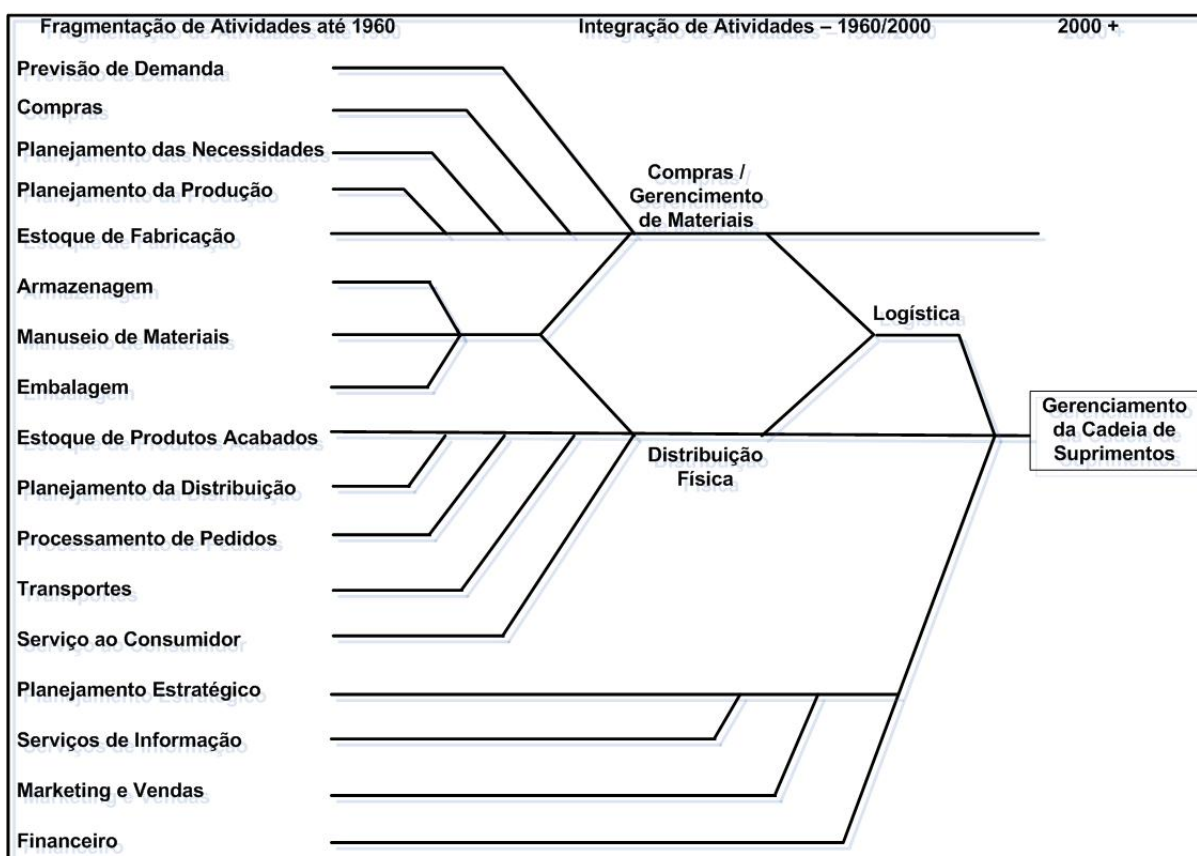 Fragmentação de Atividades até 1960
Integração de Atividades – 1960/2000
2000 +
Previsão de Demanda
Compras
Planejamento das Necessidades
Planejamento da Produção
Estoque de Fabricação
Armazenagem
Manuseio de Materiais
Embalagem
Estoque de Produtos Acabados
Planejamento da Distribuição
Processamento de Pedidos
Transportes
Serviço ao Consumidor
Planejamento Estratégico
Serviços de Informação
Marketing e Vendas
Financeiro
Compras /
Gerencimento
de Materiais
Distribuição
Física
Logística
Gerenciamento
da Cadeia de
Suprimentos